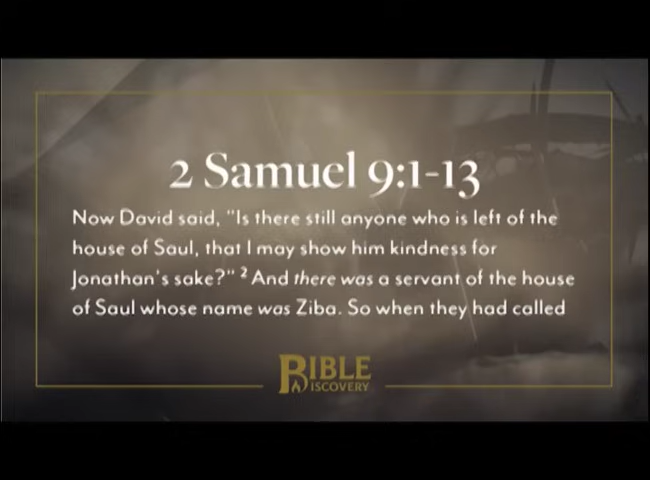 2 Samuel 9:1-13
Now David said, "Is there still anyone who is left of the
house of Saul, that I may show him kindness for
Jonathan's sake?" ² And there was a servant of the house
of Saul whose name was Ziba. So when they had called
BIBLE
DISCOVERY